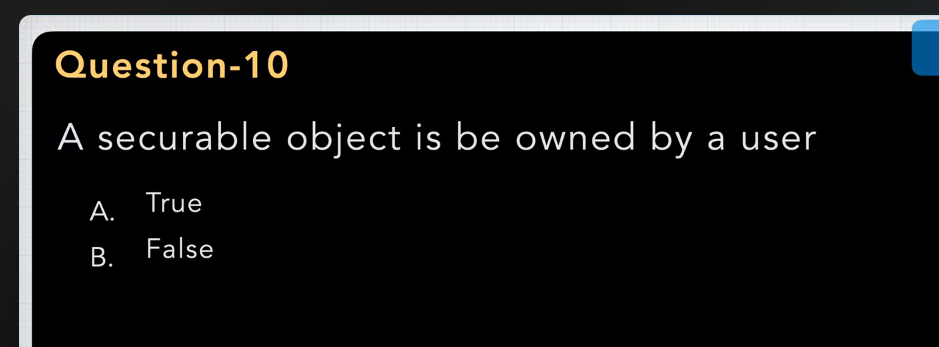 Question-10
A securable object is be owned by a user
A. True
B. False